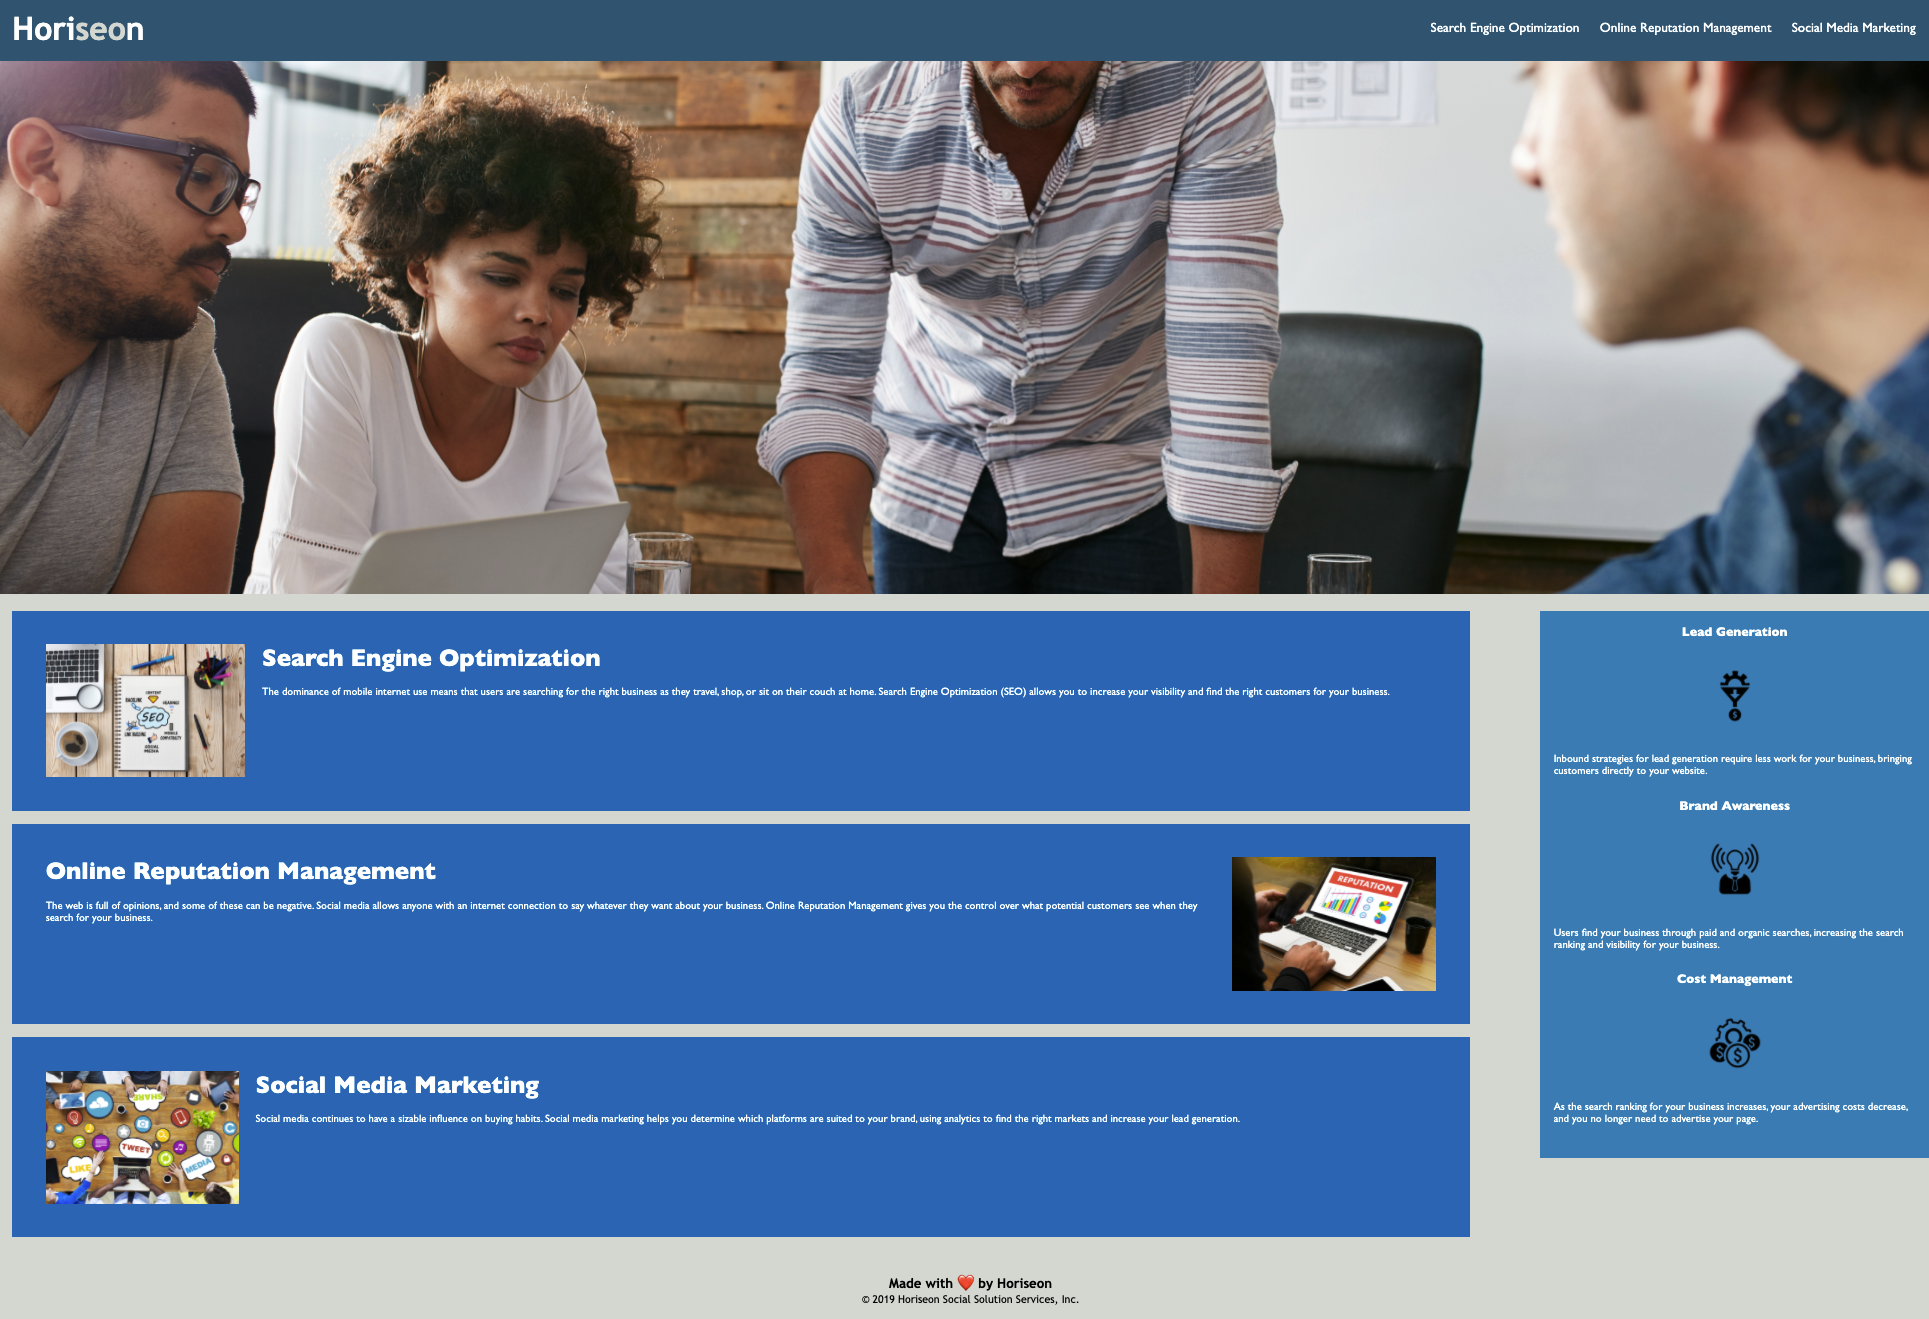 Horiseon
Search Engine Optimization
Online Reputation Management
Social Media Marketing
SEO
Search Engine Optimization
The dominance of mobile internet use means that users are searching for the right business as they travel, shop, or sit on their couch at home. Search Engine Optimization (SEO) allows you to increase your visibility and find the right customers for your business.
Online Reputation Management
The web is full of opinions, and some of these can be negative. Social media allows anyone with an internet connection to say whatever they want about your business. Online Reputation Management gives you the control over what potential customers see when they
search for your business.
REPUTATION
SHARE
TWEET
LIKE
MEDIA
Social Media Marketing
Social media continues to have a sizable influence on buying habits. Social media marketing helps you determine which platforms are suited to your brand, using analytics to find the right markets and increase your lead generation.
Lead Generation
Inbound strategies for lead generation require less work for your business, bringing
customers directly to your website.
Brand Awareness
Users find your business through paid and organic searches, increasing the search
ranking and visibility for your business.
Cost Management
As the search ranking for your business increases, your advertising costs decrease,
and you no longer need to advertise your page.
Made with ❤️ by Horiseon
© 2019 Horiseon Social Solution Services, Inc.